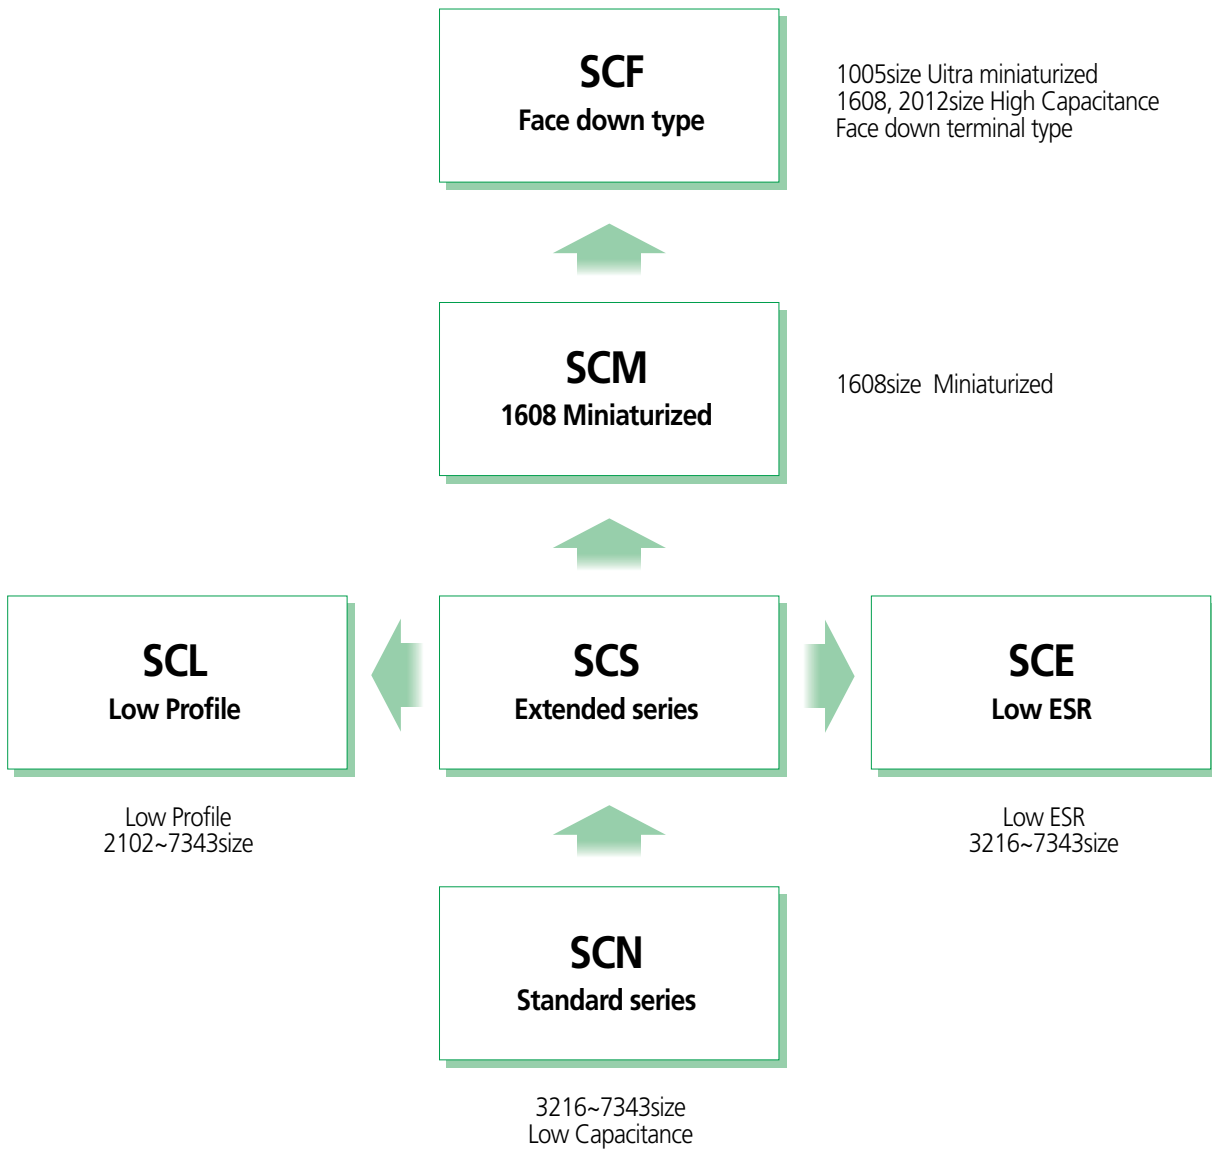 SCF
Face down type
1005size Uitra miniaturized
1608, 2012size High Capacitance
Face down terminal type
SCM
1608 Miniaturized
1608size  Miniaturized
SCL
Low Profile
Low Profile
2102~7343size
SCS
Extended series
SCE
Low ESR
Low ESR
3216~7343size
SCN
Standard series
3216~7343size
Low Capacitance